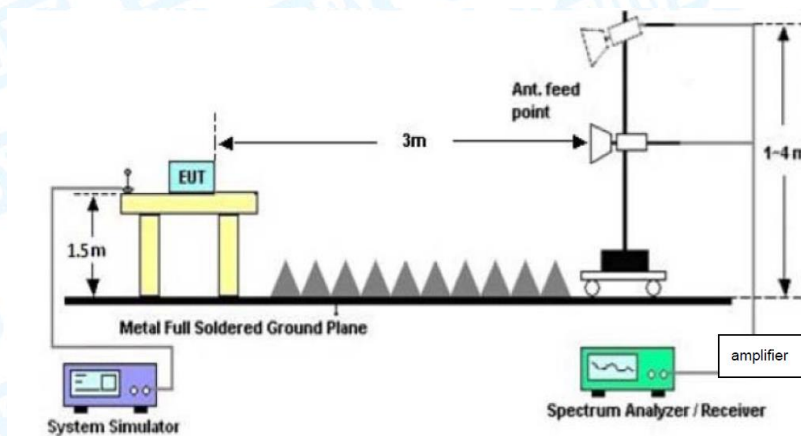 Ant. feed
point
3m
1~4 m
EUT
1.5m
Metal Full Soldered Ground Plane
amplifier
System Simulator
Spectrum Analyzer / Receiver